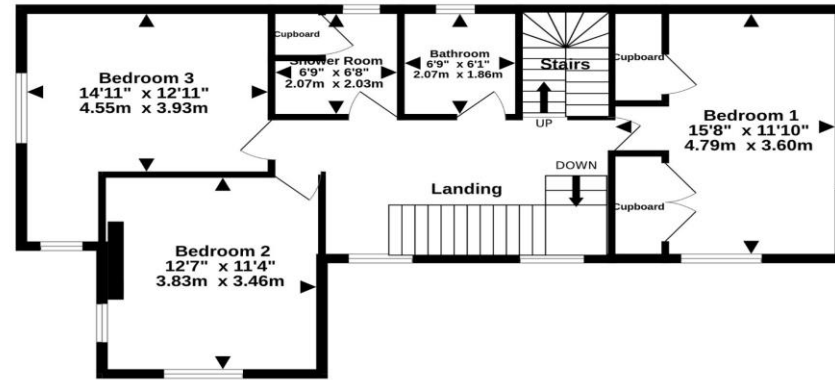 Cupboard
Shower Room
6'9" x 6'8"
2.07m x 2.03m
Bathroom
6'9" x 6'1"
2.07m x 1.86m
Stairs
UP
Cupboard
Bedroom 3
14'11" x 12'11"
4.55m x 3.93m
Bedroom 1
15'8" x 11'10"
4.79m x 3.60m
DOWN
Landing
Cupboard
Bedroom 2
12'7" x 11'4"
3.83m x 3.46m